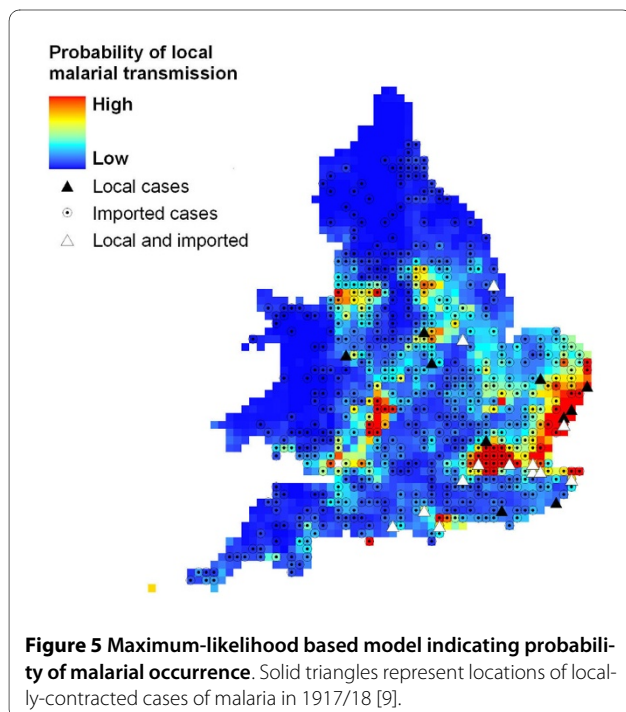 Probability of local
malarial transmission
High
Low
Local cases
Imported cases
Local and imported
Figure 5 Maximum-likelihood based model indicating probabili-
ty of malarial occurrence. Solid triangles represent locations of local-
ly-contracted cases of malaria in 1917/18 [9].